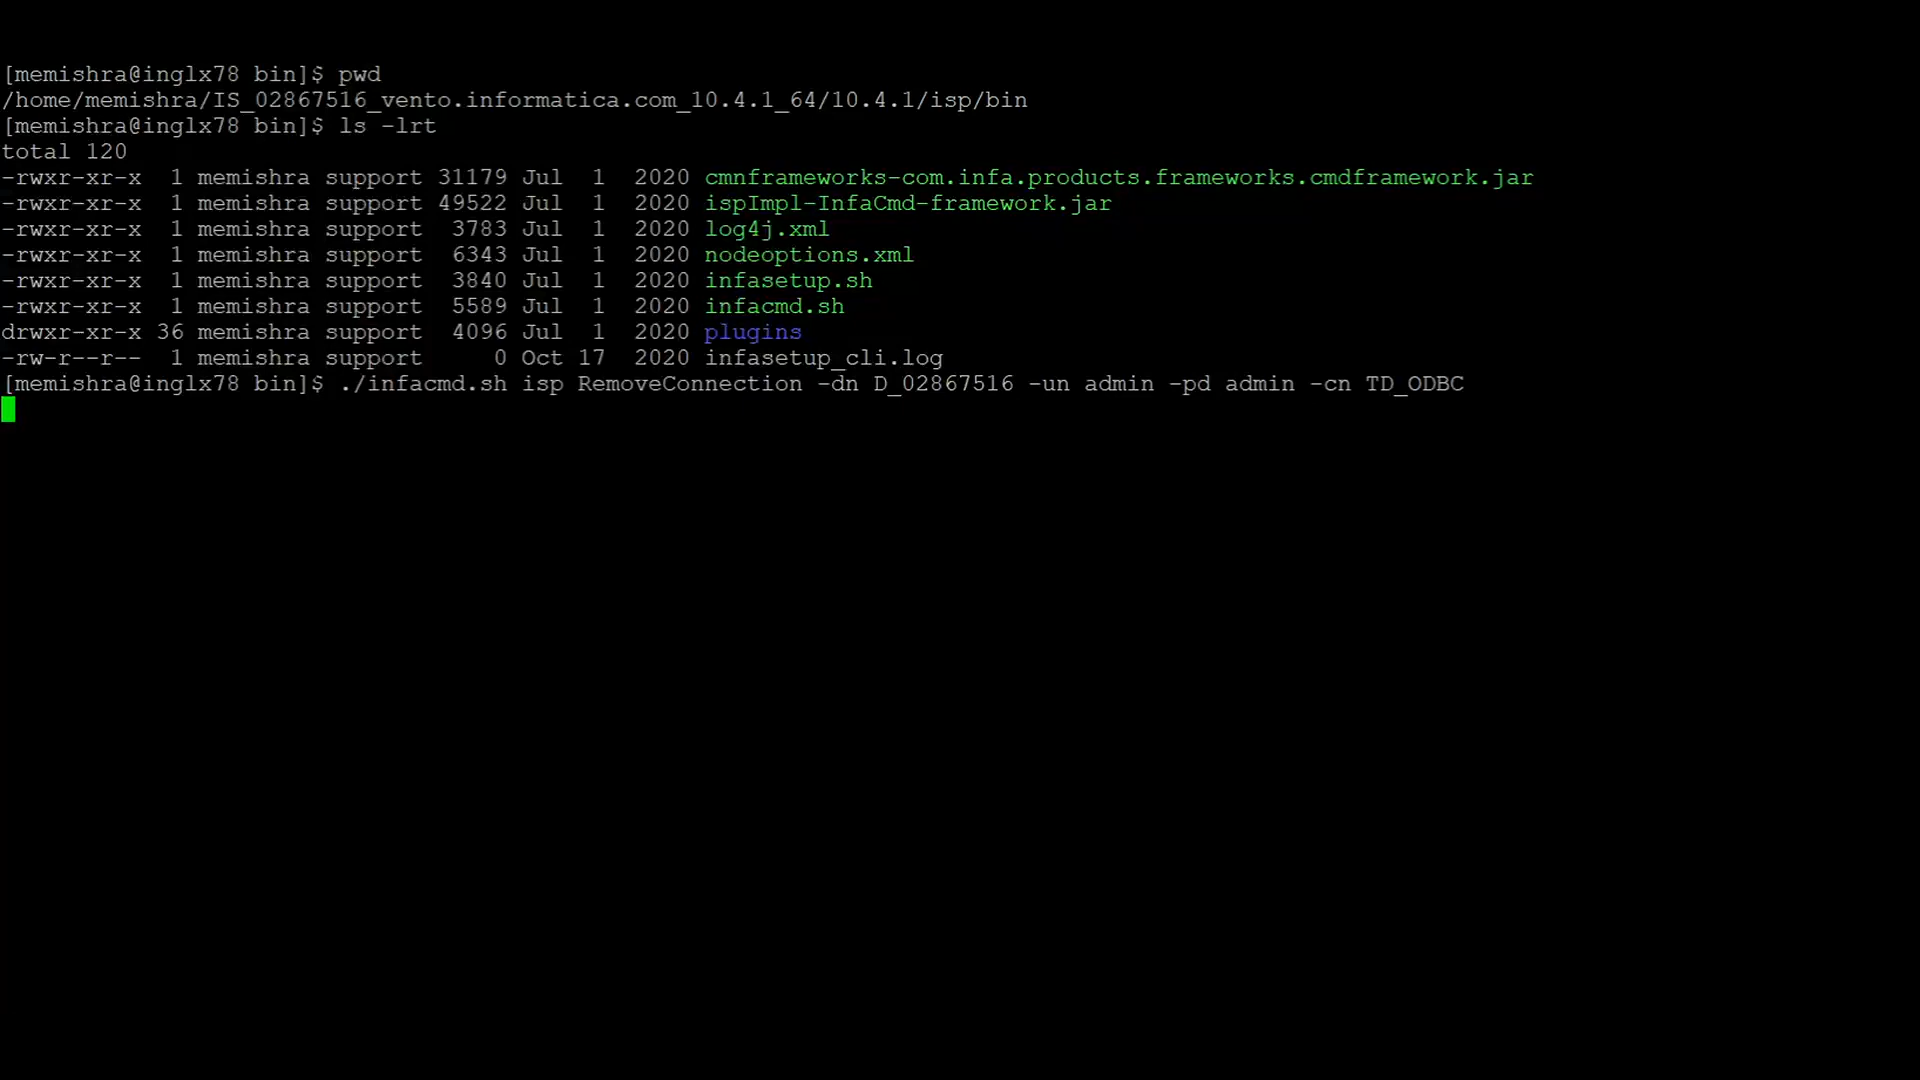 [memishra@inglx78 bin]$ pwd
/home/memishra/IS_02867516_vento.informatica.com_10.4.1_64/10.4.1/isp/bin
[memishra@inglx78 bin]$ ls -lrt
total 120
-rwxr-xr-x  1 memishra support 31179 Jul  1  2020 cmnframeworks-com.infa.products.frameworks.cmdframework.jar
-rwxr-xr-x  1 memishra support 49522 Jul  1  2020 ispImpl-InfaCmd-framework.jar
-rwxr-xr-x  1 memishra support  3783 Jul  1  2020 log4j.xml
-rwxr-xr-x  1 memishra support  6343 Jul  1  2020 nodeoptions.xml
-rwxr-xr-x  1 memishra support  3840 Jul  1  2020 infasetup.sh
-rwxr-xr-x  1 memishra support  5589 Jul  1  2020 infacmd.sh
drwxr-xr-x 36 memishra support  4096 Jul  1  2020 plugins
-rw-r--r--  1 memishra support     0 Oct 17  2020 infasetup_cli.log
[memishra@inglx78 bin]$ ./infacmd.sh isp RemoveConnection -dn D_02867516 -un admin -pd admin -cn TD_ODBC